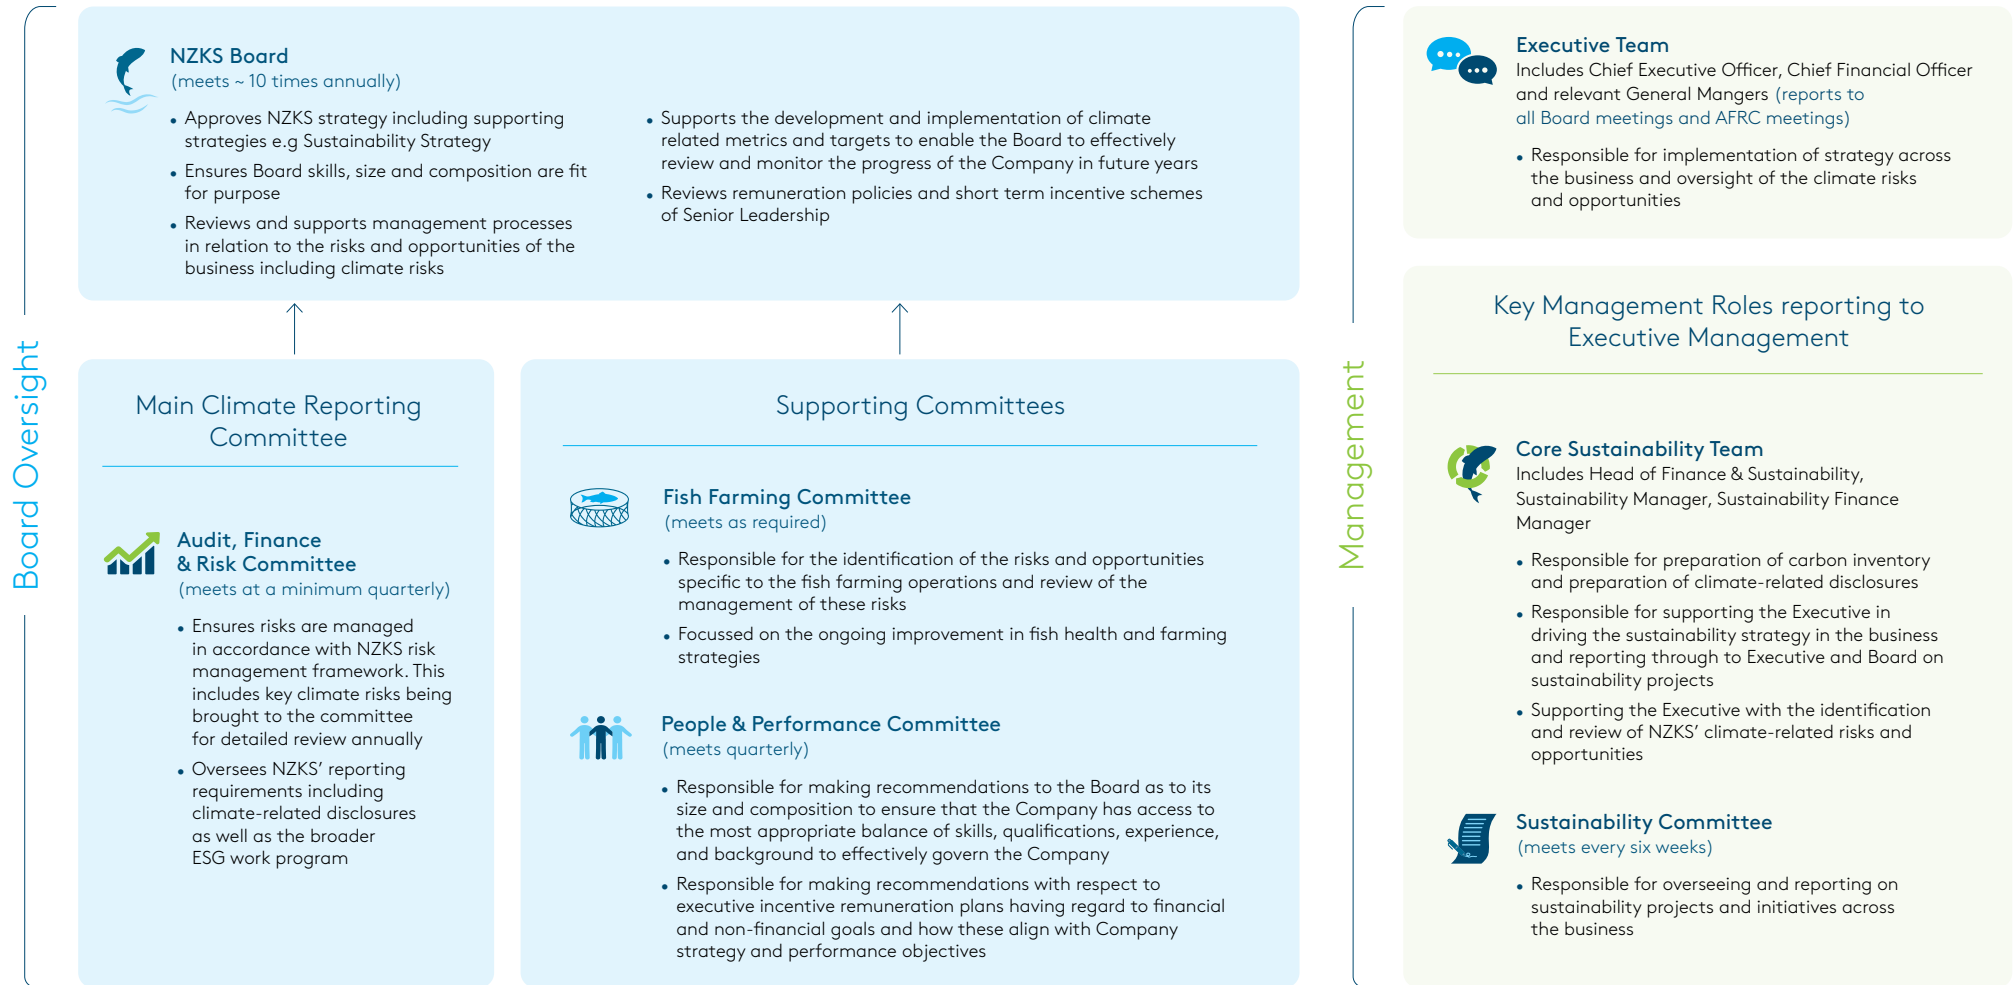 Board Oversight
NZKS Board
(meets ~ 10 times annually)
• Approves NZKS strategy including supporting
strategies e.g Sustainability Strategy
• Ensures Board skills, size and composition are fit
for purpose
• Reviews and supports management processes
in relation to the risks and opportunities of the
business including climate risks
• Supports the development and implementation of climate
related metrics and targets to enable the Board to effectively
review and monitor the progress of the Company in future years
• Reviews remuneration policies and short term incentive schemes
of Senior Leadership
Main Climate Reporting
Committee
Audit, Finance
& Risk Committee
(meets at a minimum quarterly)
• Ensures risks are managed
in accordance with NZKS risk
management framework. This
includes key climate risks being
brought to the committee
for detailed review annually
• Oversees NZKS' reporting
requirements including
climate-related disclosures
as well as the broader
ESG work program
Supporting Committees
Fish Farming Committee
(meets as required)
• Responsible for the identification of the risks and opportunities
specific to the fish farming operations and review of the
management of these risks
• Focussed on the ongoing improvement in fish health and farming
strategies
People & Performance Committee
(meets quarterly)
• Responsible for making recommendations to the Board as to its
size and composition to ensure that the Company has access to
the most appropriate balance of skills, qualifications, experience,
and background to effectively govern the Company
• Responsible for making recommendations with respect to
executive incentive remuneration plans having regard to financial
and non-financial goals and how these align with Company
strategy and performance objectives
Management
Executive Team
Includes Chief Executive Officer, Chief Financial Officer
and relevant General Mangers (reports to
all Board meetings and AFRC meetings)
• Responsible for implementation of strategy across
the business and oversight of the climate risks
and opportunities
Key Management Roles reporting to
Executive Management
Core Sustainability Team
Includes Head of Finance & Sustainability,
Sustainability Manager, Sustainability Finance
Manager
• Responsible for preparation of carbon inventory
and preparation of climate-related disclosures
• Responsible for supporting the Executive in
driving the sustainability strategy in the business
and reporting through to Executive and Board on
sustainability projects
• Supporting the Executive with the identification
and review of NZKS' climate-related risks and
opportunities
Sustainability Committee
(meets every six weeks)
• Responsible for overseeing and reporting on
sustainability projects and initiatives across
the business